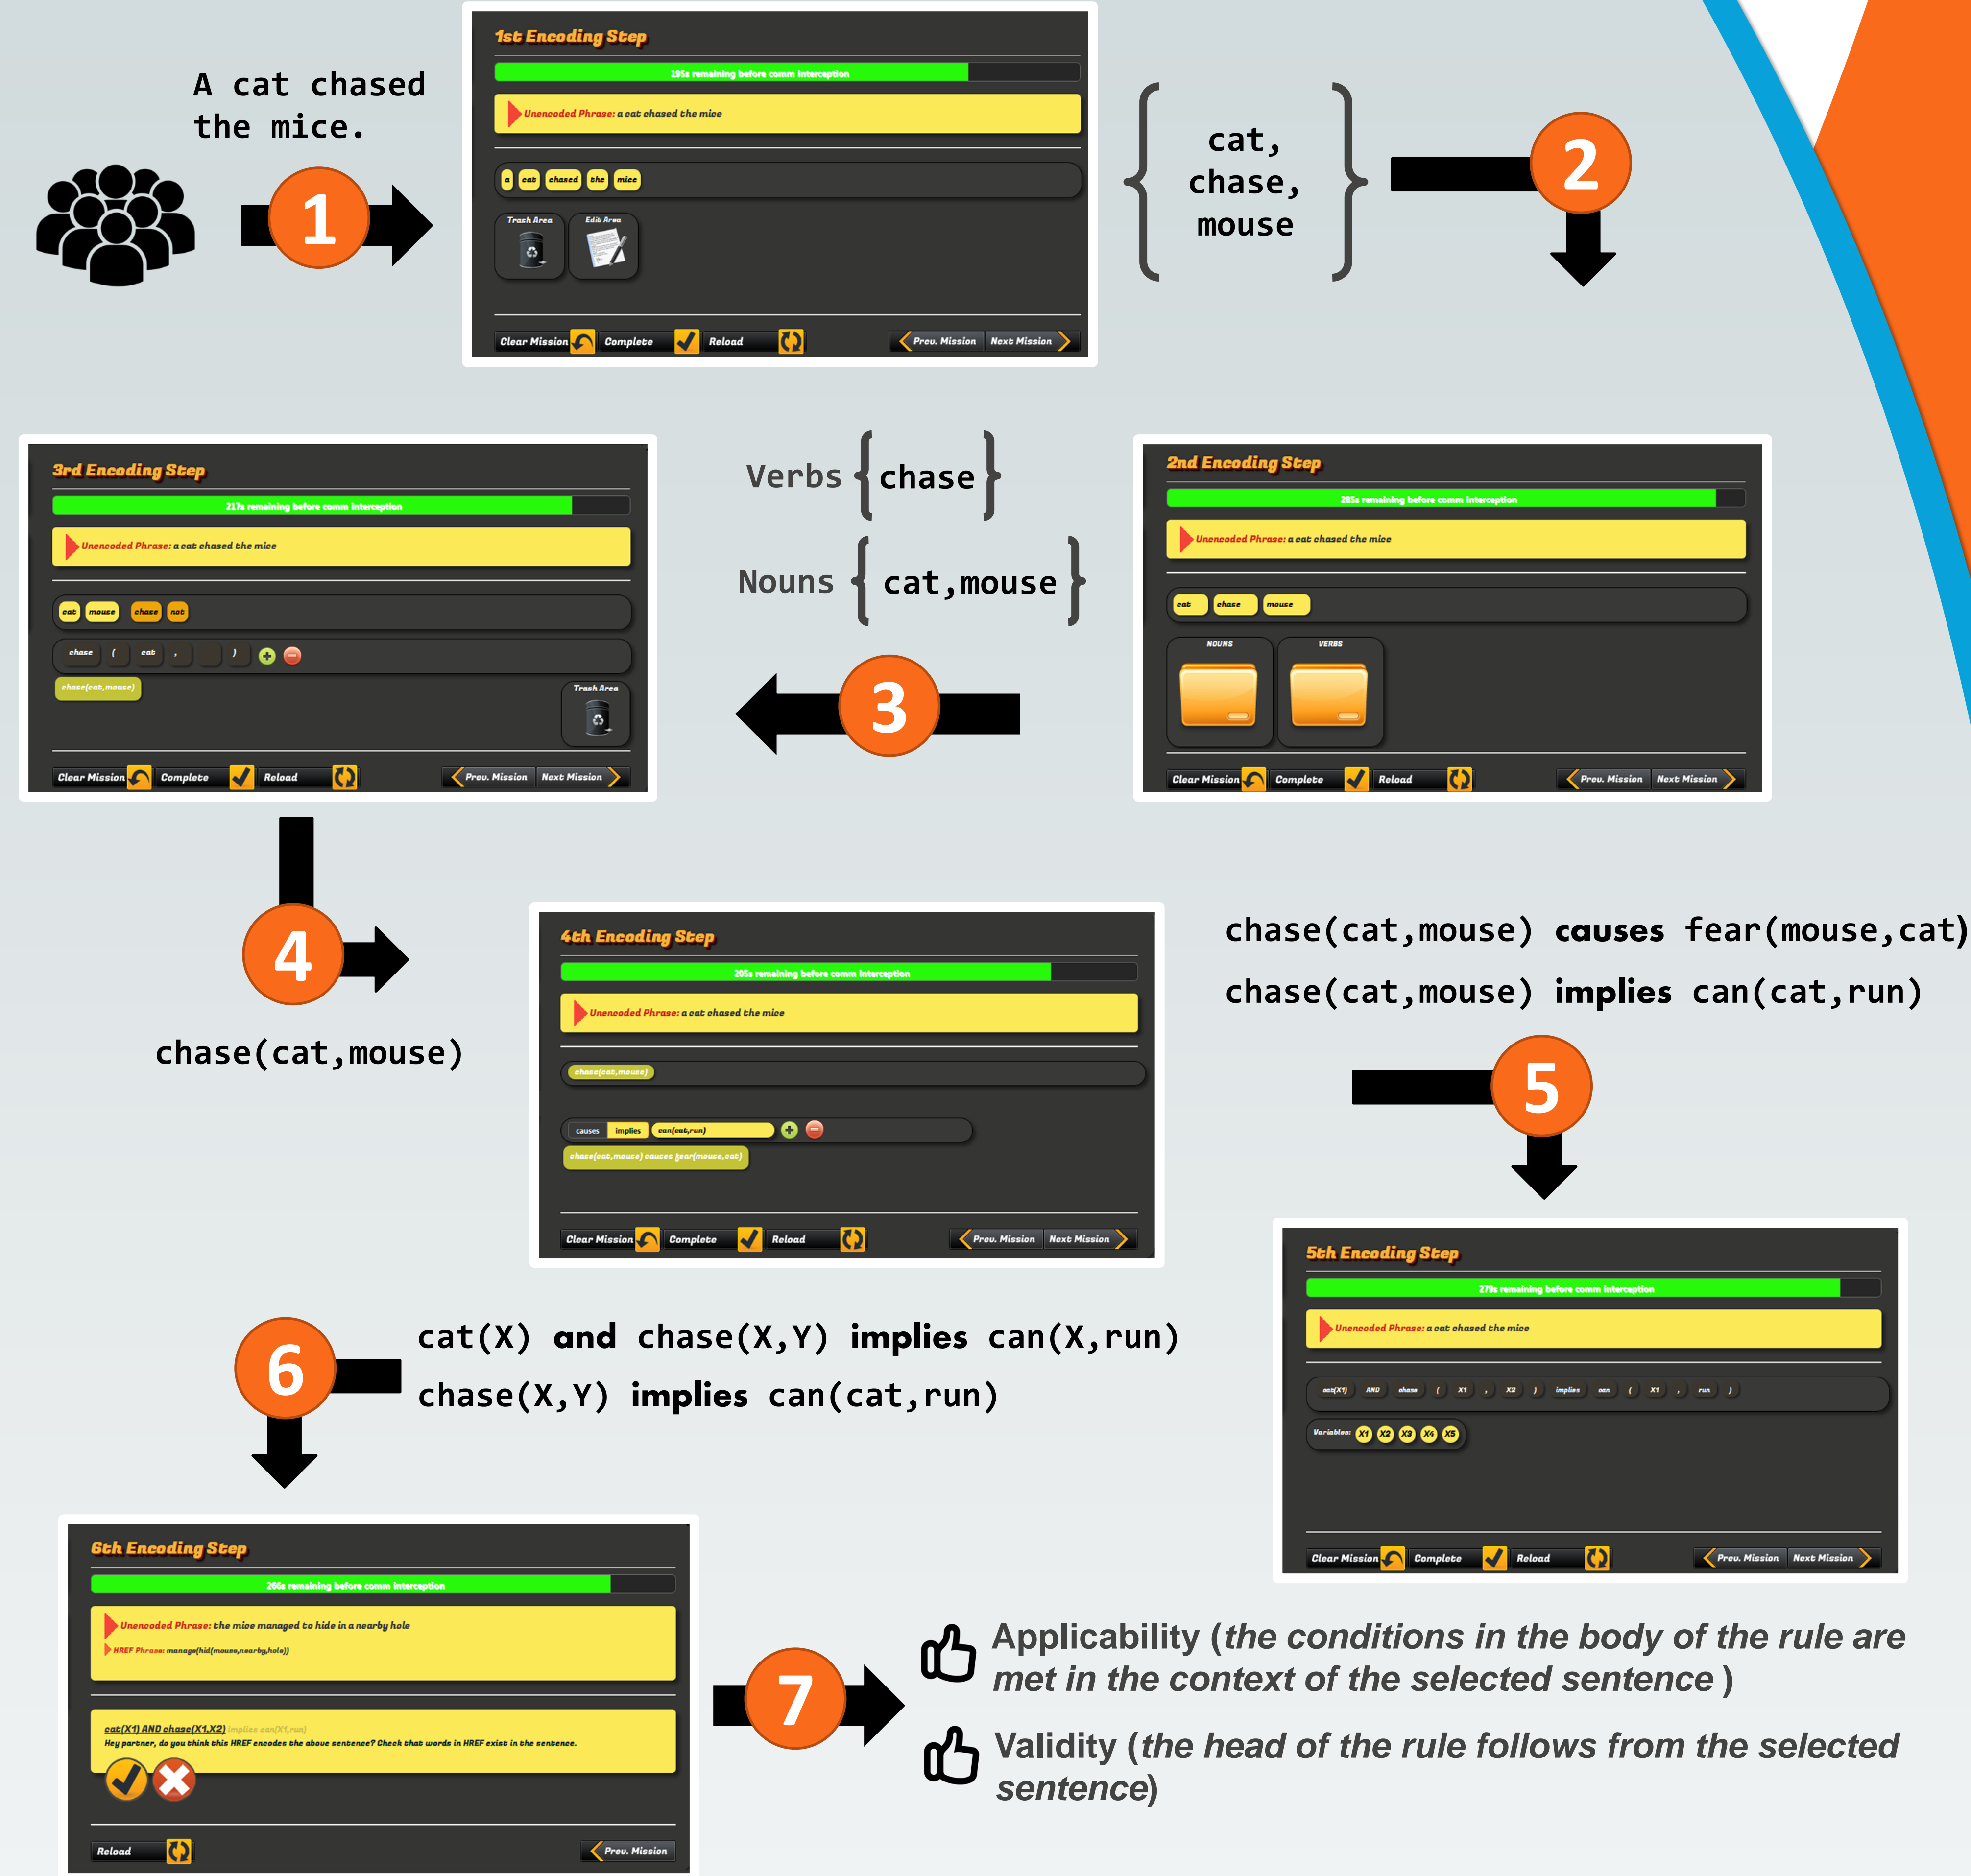 A cat chased
the mice.
1
1st Encoding Step
195s remaining before comm interception
Unencoded Phrase: a cat chased the mice
a cat chased the mice
Trash Area Edit Area
Clear Mission Complete Reload Prev. Mission Next Mission
cat,
chase,
mouse
2
2nd Encoding Step
285s remaining before comm interception
Unencoded Phrase: a cat chased the mice
cat chase mouse
NOUNS VERBS
Clear Mission Complete Reload Prev. Mission Next Mission
Verbs { chase }
Nouns { cat,mouse }
3
3rd Encoding Step
217s remaining before comm interception
Unencoded Phrase: a cat chased the mice
cat mouse chase not
chase ( cat , )
chase(cat,mouse)
Trash Area
Clear Mission Complete Reload Prev. Mission Next Mission
4
chase(cat,mouse)
4th Encoding Step
205s remaining before comm interception
Unencoded Phrase: a cat chased the mice
chase(cat,mouse)
causes implies can(cat,run)
chase(cat,mouse) causes fear(mouse,cat)
Clear Mission Complete Reload Prev. Mission Next Mission
chase(cat,mouse) causes fear(mouse,cat)
chase(cat,mouse) implies can(cat,run)
5
5th Encoding Step
279s remaining before comm interception
Unencoded Phrase: a cat chased the mice
cat(X1) AND chase ( X1 , X2 ) implies can ( X1 , run )
Variables: X1 X2 X3 X4 X5
Clear Mission Complete Reload Prev. Mission Next Mission
6
cat(X) and chase(X,Y) implies can(X,run)
chase(X,Y) implies can(cat,run)
6th Encoding Step
266s remaining before comm interception
Unencoded Phrase: the mice managed to hide in a nearby hole
HREF Phrase: manage(hid(mouse,nearby,hole))
cat(X1) AND chase(X1,X2) implies can(X1,run)
Hey partner, do you think this HREF encodes the above sentence? Check that words in HREF exist in the sentence.
Reload Prev. Mission
7
Applicability (the conditions in the body of the rule are
met in the context of the selected sentence )
Validity (the head of the rule follows from the selected
sentence)